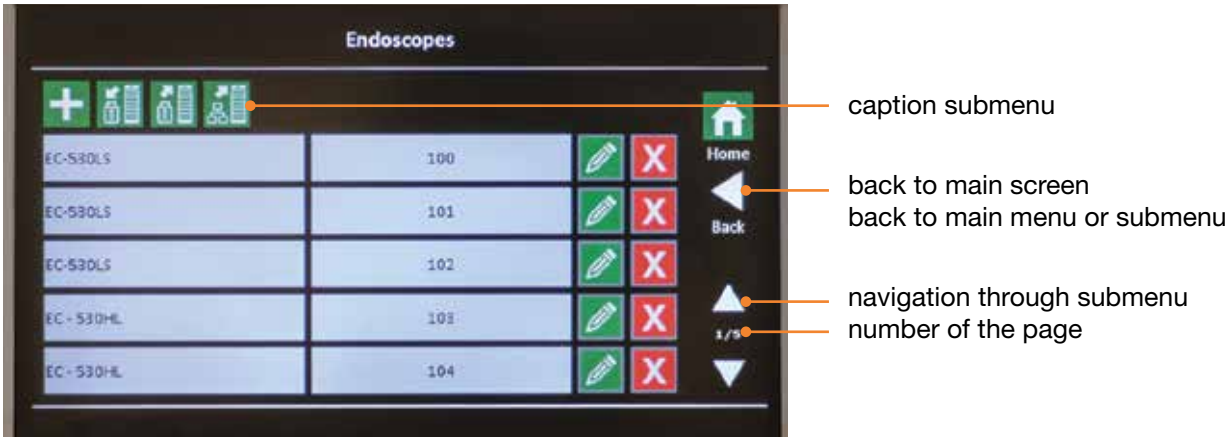 Endoscopes
caption submenu
Home
EC-530LS 100
back to main screen
back to main menu or submenu
Back
EC-530LS 101
EC-530LS 102
navigation through submenu
number of the page
1/5
EC - 530HL 103
EC - 530HL 104